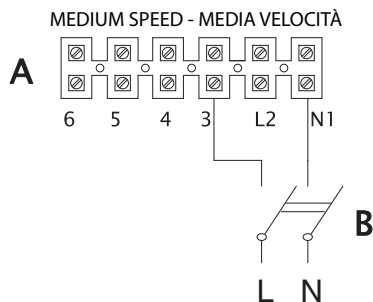 MEDIUM SPEED - MEDIA VELOCITÀ
A
6 5 4 3 L2 N1
B
L N